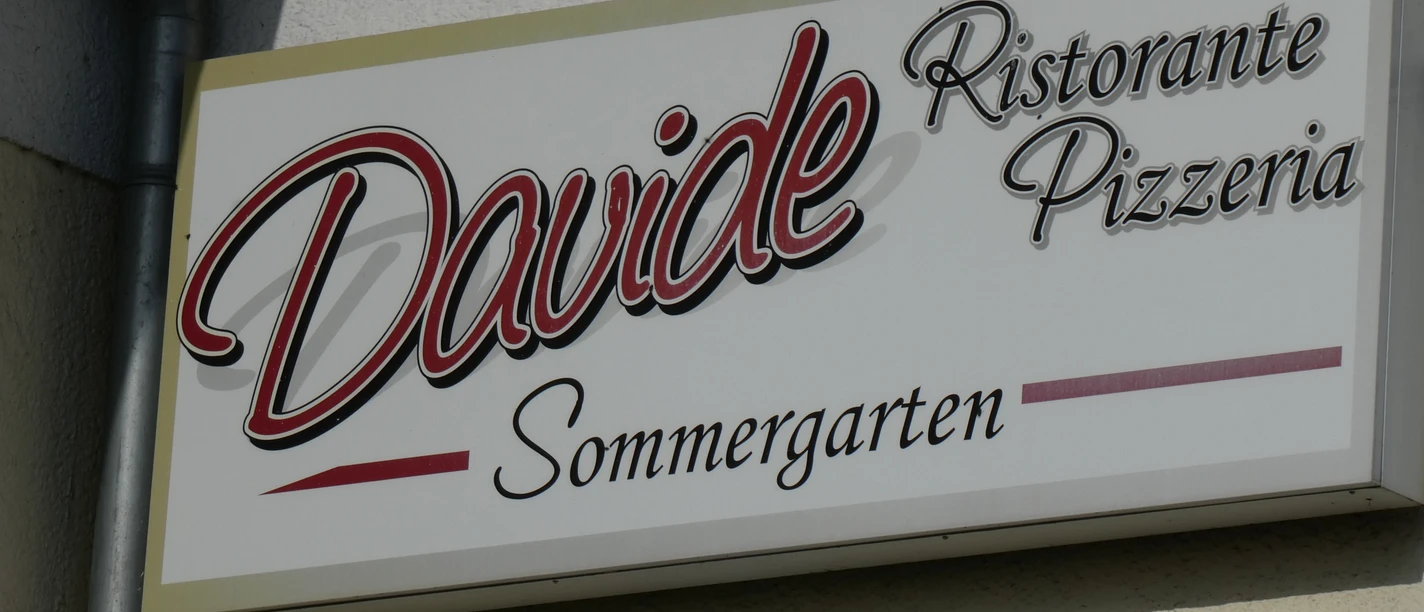 Davide
Ristorante
Pizzeria
Sommergarten